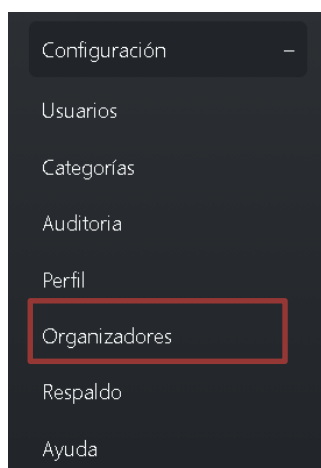 Configuración –
Usuarios
Categorías
Auditoria
Perfil
Organizadores
Respaldo
Ayuda